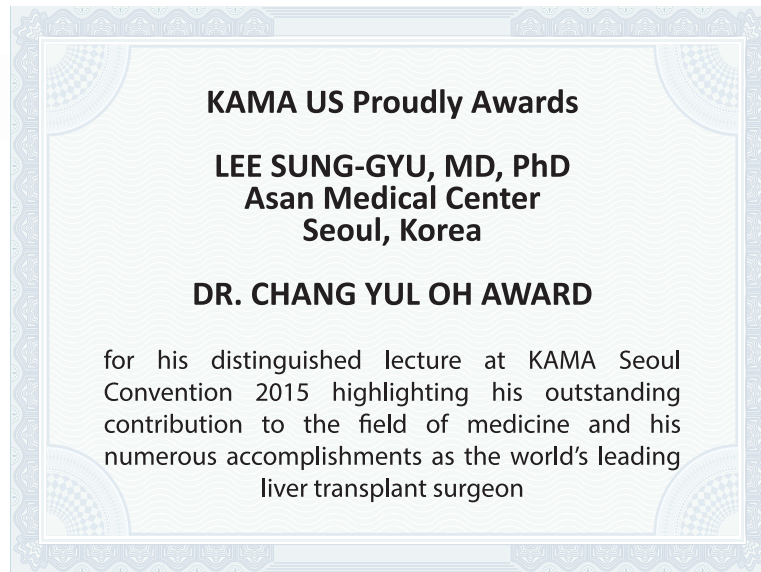 KAMA US Proudly Awards
LEE SUNG-GYU, MD, PhD
Asan Medical Center
Seoul, Korea
DR. CHANG YUL OH AWARD
for his distinguished lecture at KAMA Seoul
Convention 2015 highlighting his outstanding
contribution to the field of medicine and his
numerous accomplishments as the world’s leading
liver transplant surgeon